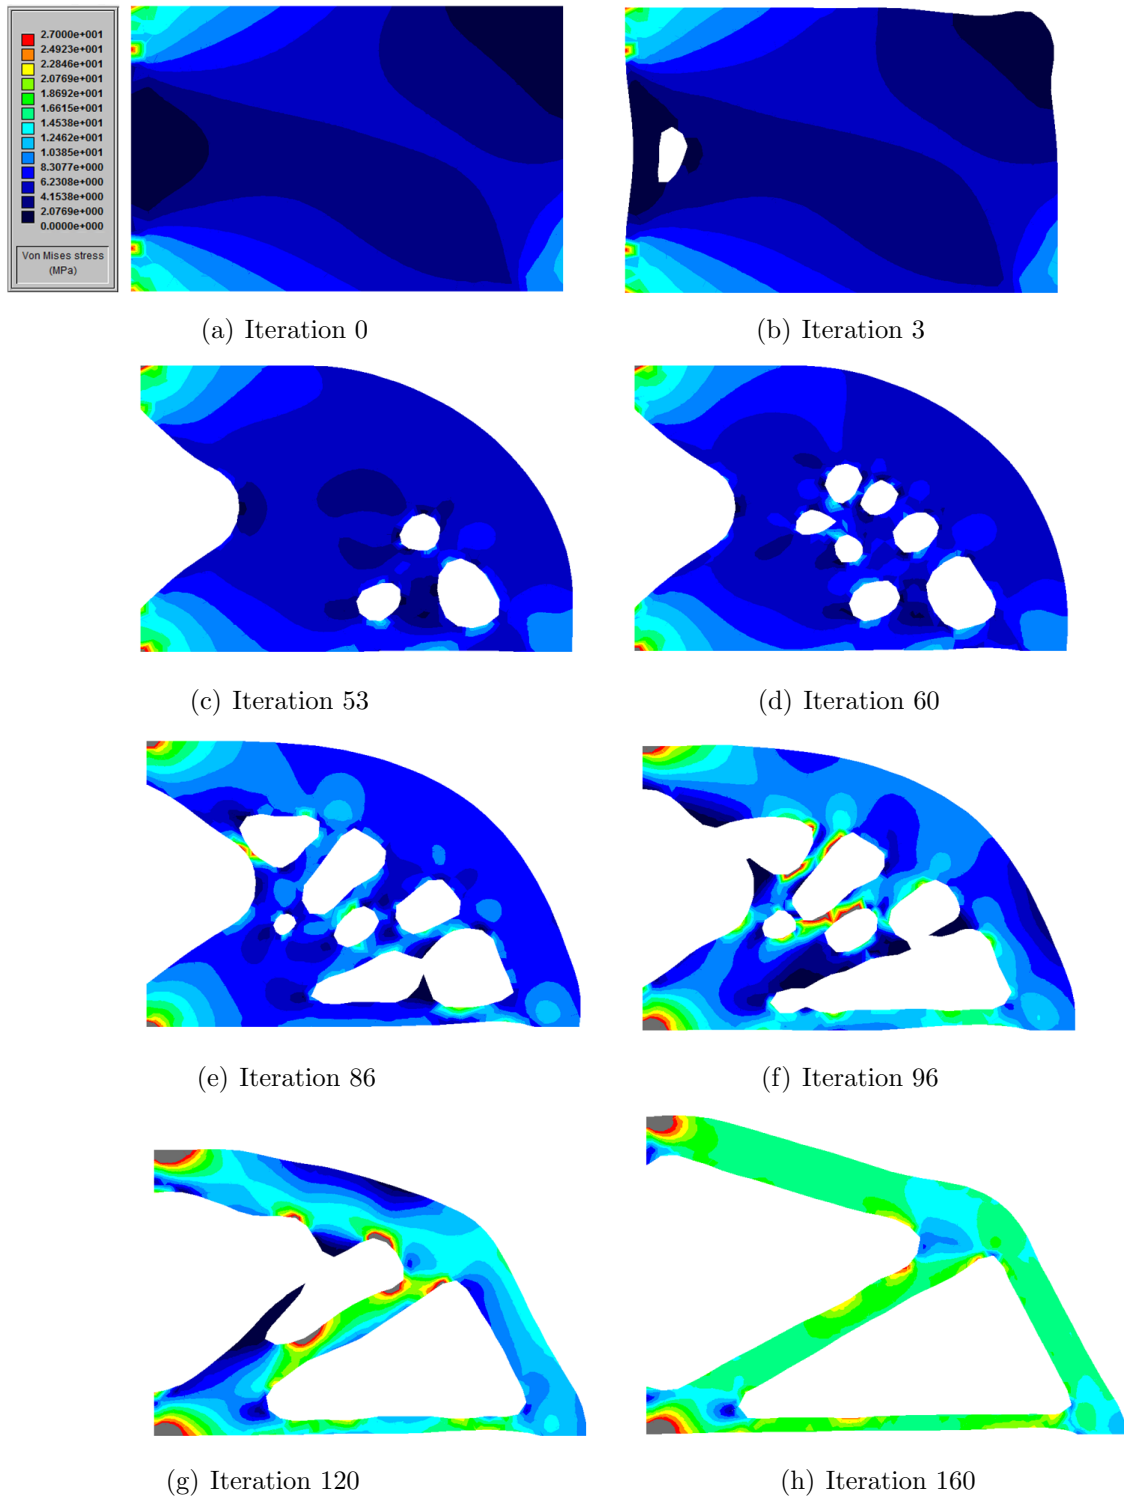 2.7000e+001
2.4923e+001
2.2846e+001
2.0769e+001
1.8692e+001
1.6615e+001
1.4538e+001
1.2462e+001
1.0385e+001
8.3077e+000
6.2308e+000
4.1538e+000
2.0769e+000
0.0000e+000
Von Mises stress
(MPa)
(a) Iteration 0
(b) Iteration 3
(c) Iteration 53
(d) Iteration 60
(e) Iteration 86
(f) Iteration 96
(g) Iteration 120
(h) Iteration 160